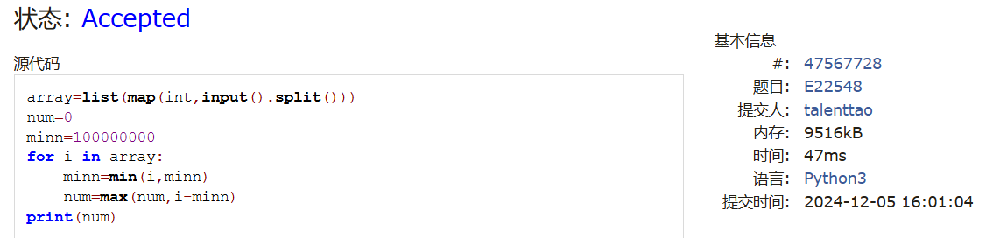 状态: Accepted
源代码
array=list(map(int,input().split()))
num=0
minn=100000000
for i in array:
    minn=min(i,minn)
    num=max(num,i-minn)
print(num)
基本信息
#: 47567728
题目: E22548
提交人: talenttao
内存: 9516kB
时间: 47ms
语言: Python3
提交时间: 2024-12-05 16:01:04